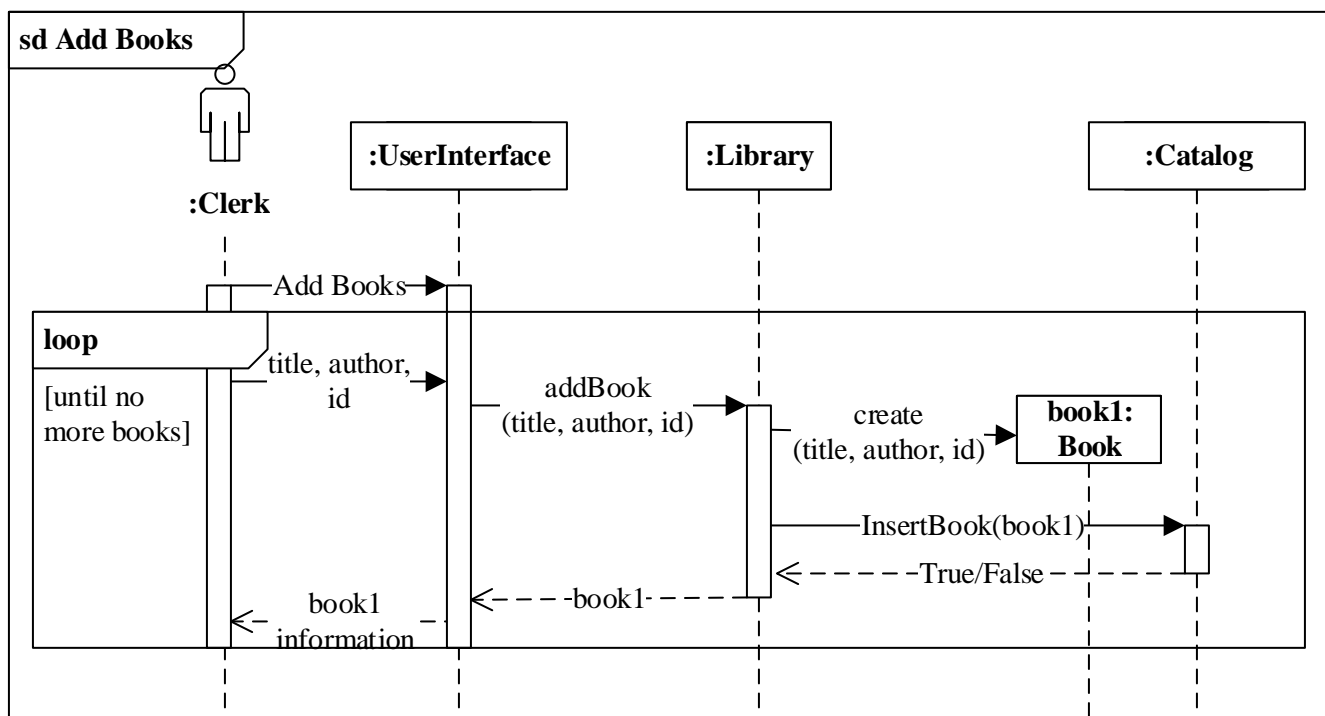 sd Add Books
:UserInterface
:Library
:Catalog
:Clerk
Add Books
loop
[until no
more books]
title, author,
id
addBook
(title, author, id)
create
(title, author, id)
book1:
Book
InsertBook(book1)
True/False
book1
book1
information